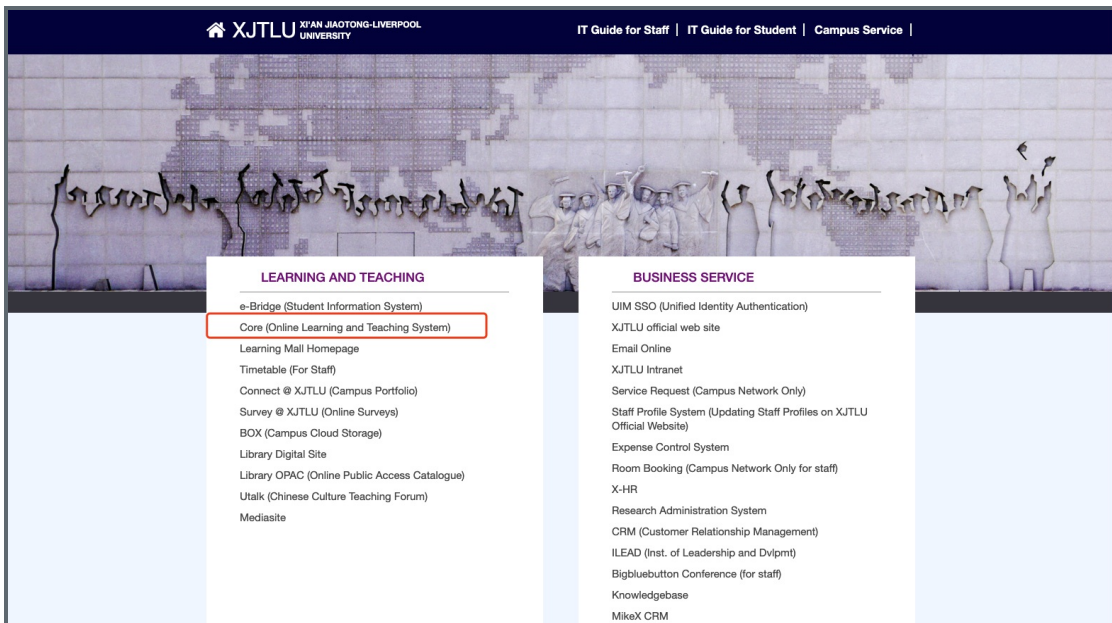 XJTLU XI'AN JIAOTONG-LIVERPOOL
UNIVERSITY
IT Guide for Staff | IT Guide for Student | Campus Service |
LEARNING AND TEACHING
e-Bridge (Student Information System)
Core (Online Learning and Teaching System)
Learning Mall Homepage
Timetable (For Staff)
Connect @ XJTLU (Campus Portfolio)
Survey @ XJTLU (Online Surveys)
BOX (Campus Cloud Storage)
Library Digital Site
Library OPAC (Online Public Access Catalogue)
Utalk (Chinese Culture Teaching Forum)
Mediasite
BUSINESS SERVICE
UIM SSO (Unified Identity Authentication)
XJTLU official web site
Email Online
XJTLU Intranet
Service Request (Campus Network Only)
Staff Profile System (Updating Staff Profiles on XJTLU
Official Website)
Expense Control System
Room Booking (Campus Network Only for staff)
X-HR
Research Administration System
CRM (Customer Relationship Management)
ILEAD (Inst. of Leadership and Dvlpmt)
Bigbluebutton Conference (for staff)
Knowledgebase
MikeX CRM